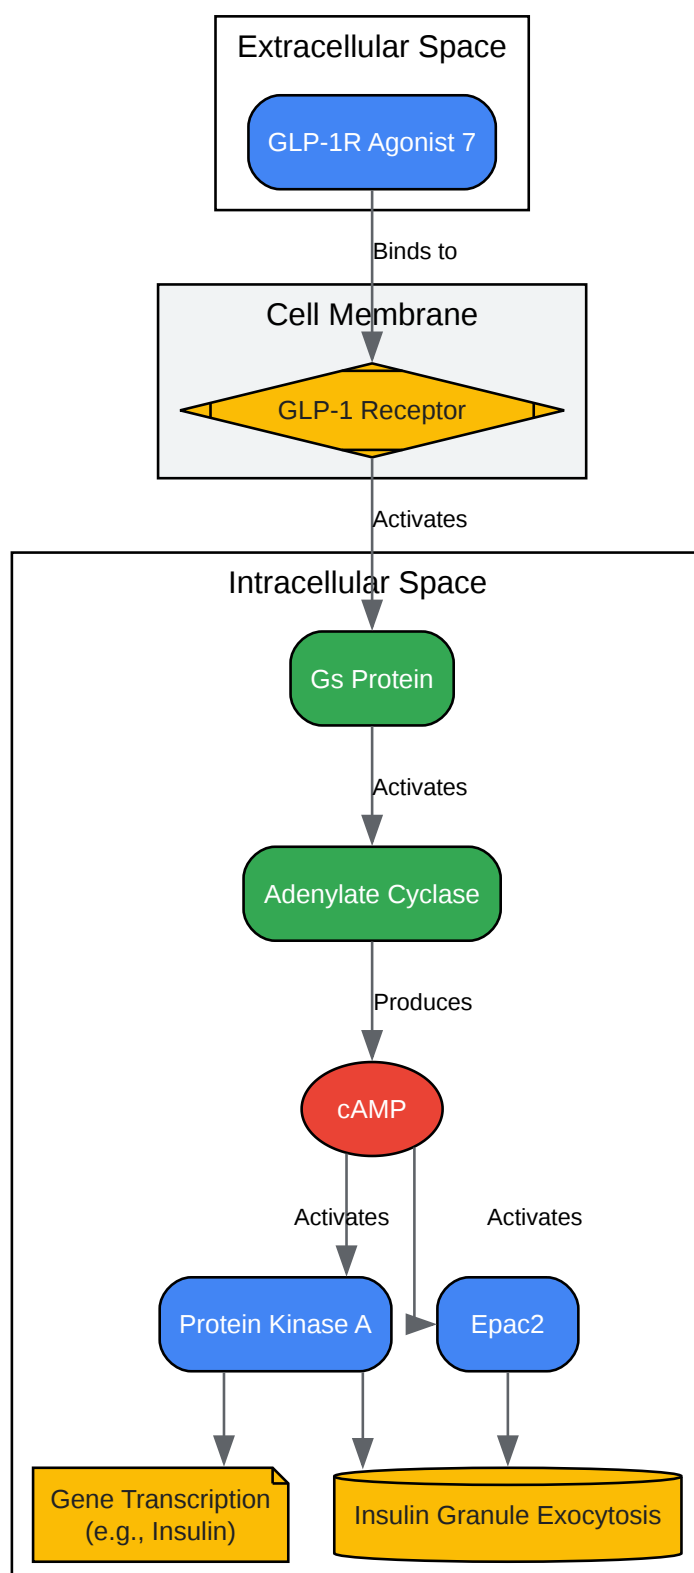 Extracellular Space
GLP-1R Agonist 7
Binds to
Cell Membrane
GLP-1 Receptor
Activates
Intracellular Space
Gs Protein
Activates
Adenylate Cyclase
Produces
cAMP
Activates
Activates
Protein Kinase A
Epac2
Gene Transcription
(e.g., Insulin)
Insulin Granule Exocytosis